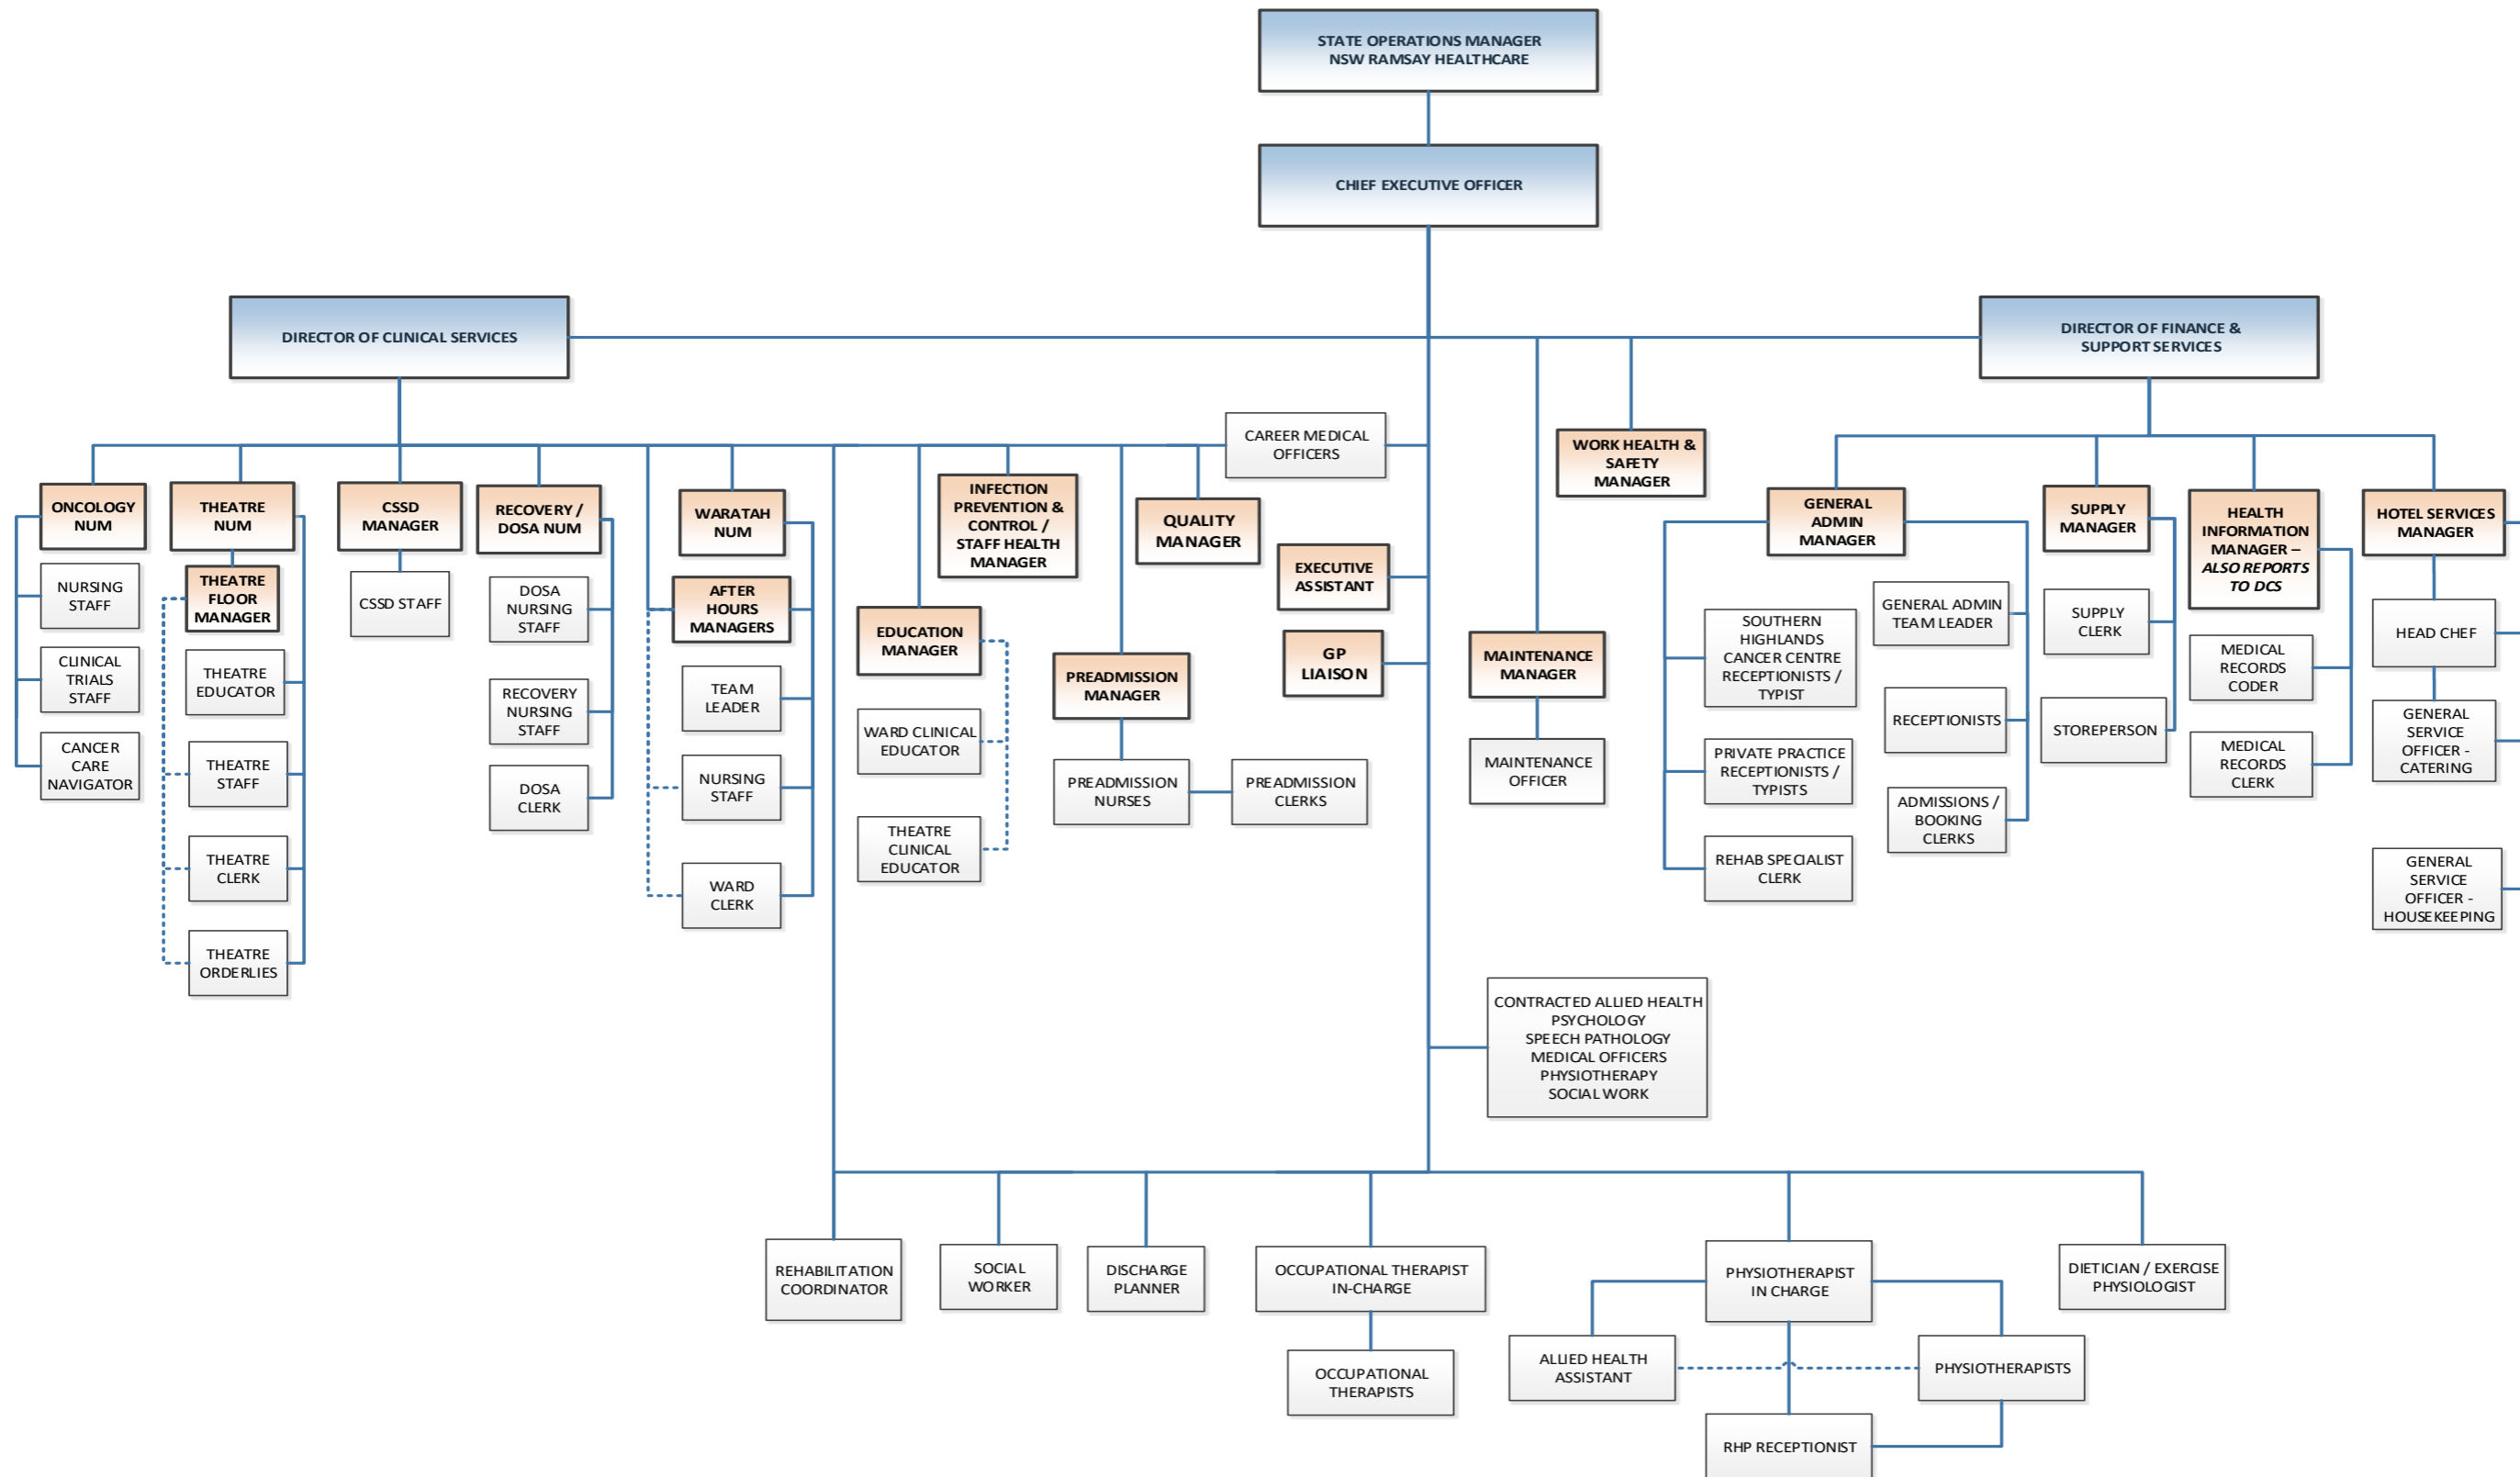 STATE OPERATIONS MANAGER
NSW RAMSAY HEALTHCARE
CHIEF EXECUTIVE OFFICER
DIRECTOR OF CLINICAL SERVICES
DIRECTOR OF FINANCE &
SUPPORT SERVICES
CAREER MEDICAL
OFFICERS
WORK HEALTH &
SAFETY
MANAGER
ONCOLOGY
NUM
NURSING
STAFF
CLINICAL
TRIALS
STAFF
CANCER
CARE
NAVIGATOR
THEATRE
NUM
THEATRE
FLOOR
MANAGER
THEATRE
EDUCATOR
THEATRE
STAFF
THEATRE
CLERK
THEATRE
ORDERLIES
CSSD
MANAGER
CSSD STAFF
RECOVERY /
DOSA NUM
DOSA
NURSING
STAFF
RECOVERY
NURSING
STAFF
DOSA
CLERK
WARATAH
NUM
AFTER
HOURS
MANAGERS
TEAM
LEADER
NURSING
STAFF
WARD
CLERK
EDUCATION
MANAGER
WARD CLINICAL
EDUCATOR
THEATRE
CLINICAL
EDUCATOR
INFECTION
PREVENTION &
CONTROL /
STAFF HEALTH
MANAGER
PREADMISSION
MANAGER
PREADMISSION
NURSES
PREADMISSION
CLERKS
QUALITY
MANAGER
EXECUTIVE
ASSISTANT
GP
LIAISON
MAINTENANCE
MANAGER
MAINTENANCE
OFFICER
GENERAL
ADMIN
MANAGER
SOUTHERN
HIGHLANDS
CANCER CENTRE
RECEPTIONISTS /
TYPIST
PRIVATE PRACTICE
RECEPTIONISTS /
TYPISTS
REHAB SPECIALIST
CLERK
GENERAL ADMIN
TEAM LEADER
RECEPTIONISTS
ADMISSIONS /
BOOKING
CLERKS
SUPPLY
MANAGER
SUPPLY
CLERK
STOREPERSON
HEALTH
INFORMATION
MANAGER –
ALSO REPORTS
TO DCS
MEDICAL
RECORDS
CODER
MEDICAL
RECORDS
CLERK
HOTEL SERVICES
MANAGER
HEAD CHEF
GENERAL
SERVICE
OFFICER -
CATERING
GENERAL
SERVICE
OFFICER -
HOUSEKEEPING
CONTRACTED ALLIED HEALTH
PSYCHOLOGY
SPEECH PATHOLOGY
MEDICAL OFFICERS
PHYSIOTHERAPY
SOCIAL WORK
REHABILITATION
COORDINATOR
SOCIAL
WORKER
DISCHARGE
PLANNER
OCCUPATIONAL THERAPIST
IN-CHARGE
OCCUPATIONAL
THERAPISTS
PHYSIOTHERAPIST
IN CHARGE
ALLIED HEALTH
ASSISTANT
PHYSIOTHERAPISTS
RHP RECEPTIONIST
DIETICIAN / EXERCISE
PHYSIOLOGIST